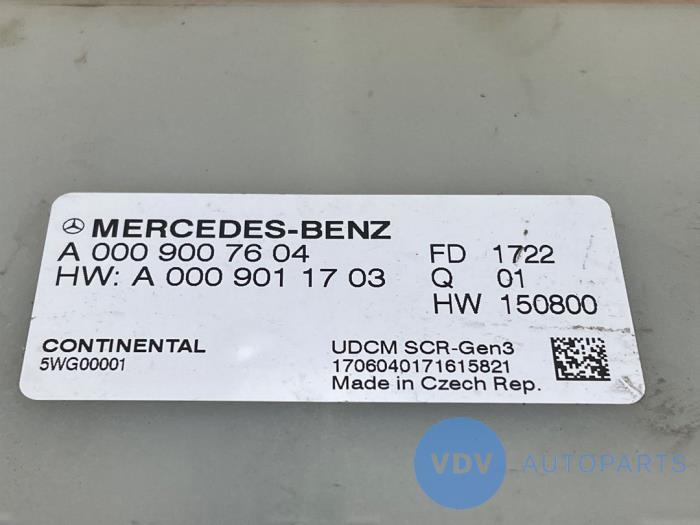 MERCEDES-BENZ
A 000 900 76 04
HW: A 000 901 17 03
FD 1722
Q 01
HW 150800
CONTINENTAL
5WG00001
UDCM SCR-Gen3
1706040171615821
Made in Czech Rep.
VDV AUTOPARTS